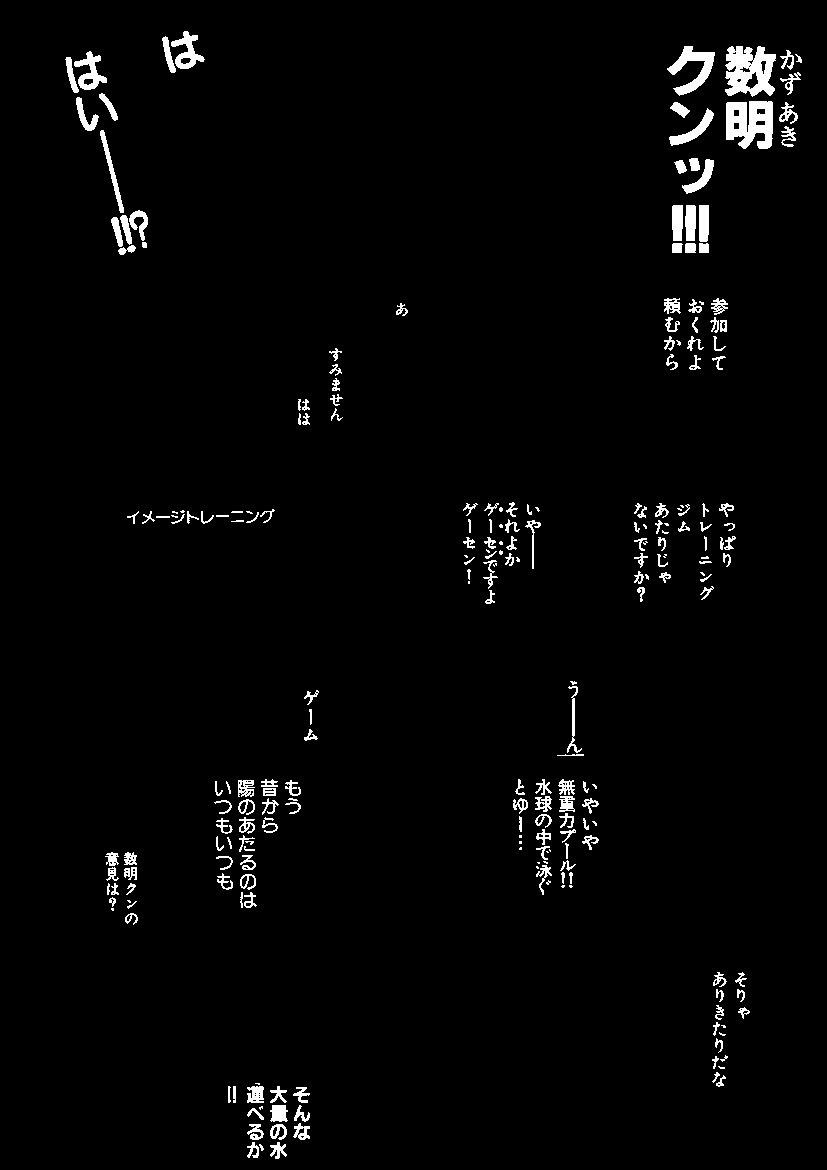 数明
かずあき
クンッ!!!
は
はい――!!?
参加して
おくれよ
頼むから
あ
すみません
はは
やっぱり
トレーニング
ジム
あたりじゃ
ないですか?
いや――
それよか
ゲーセンですよ
ゲーセン!
イメージトレーニング
う――ん
いやいや
無重力プール!!
水球の中で泳ぐ
とゆー…
ゲーム
もう
昔から
陽のあたるのは
いつもいつも
数明クンの
意見は?
そりゃ
ありきたりだな
そんな
大量の水
運べるか
!!